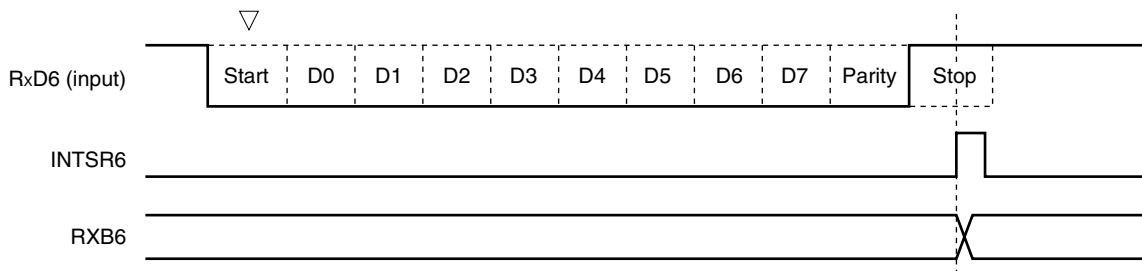 RxD6 (input) Start D0 D1 D2 D3 D4 D5 D6 D7 Parity Stop
INTSR6
RXB6